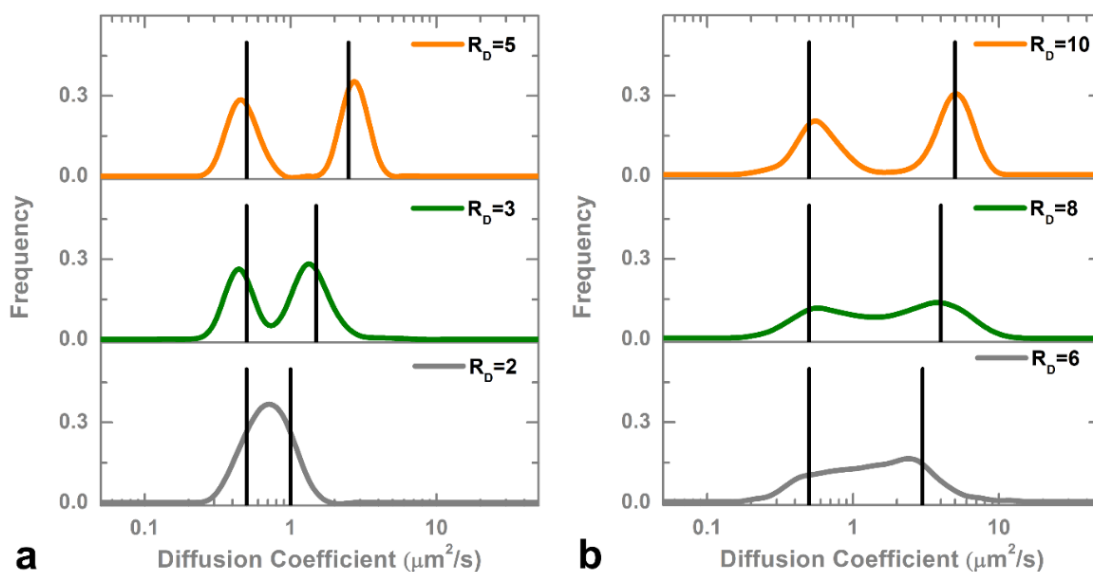 R_D=5
0.3
0.0
R_D=3
0.3
0.0
R_D=2
0.3
0.0
Frequency
0.1 1 10
a Diffusion Coefficient (μm²/s)
R_D=10
0.3
0.0
R_D=8
0.3
0.0
R_D=6
0.3
0.0
Frequency
0.1 1 10
b Diffusion Coefficient (μm²/s)